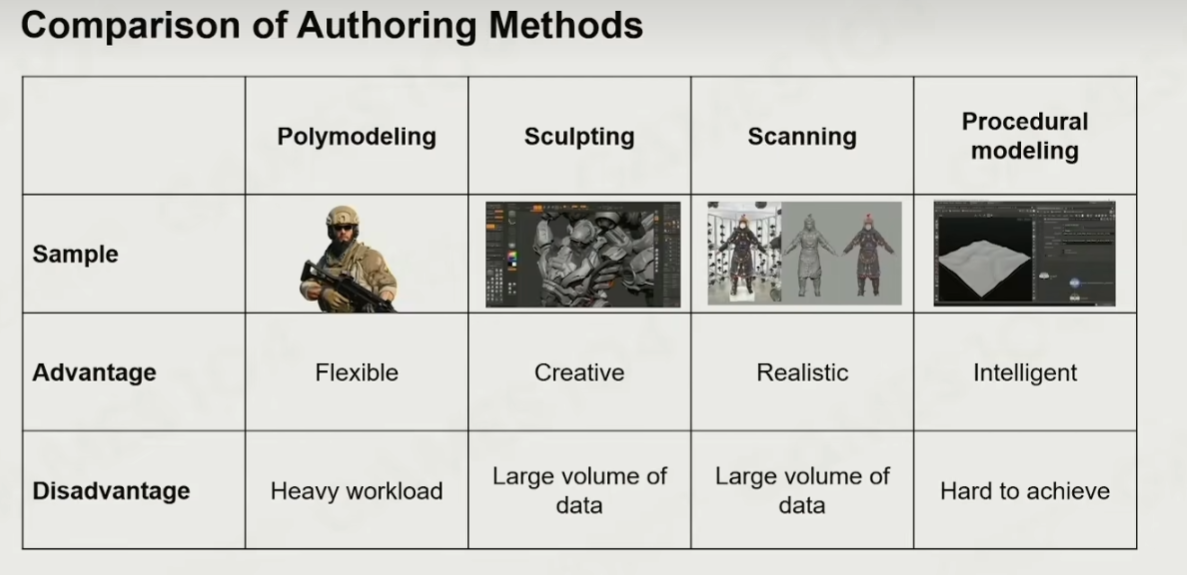 Comparison of Authoring Methods
Polymodeling
Sculpting
Scanning
Procedural
modeling
Sample
Advantage
Flexible
Creative
Realistic
Intelligent
Disadvantage
Heavy workload
Large volume of
data
Large volume of
data
Hard to achieve